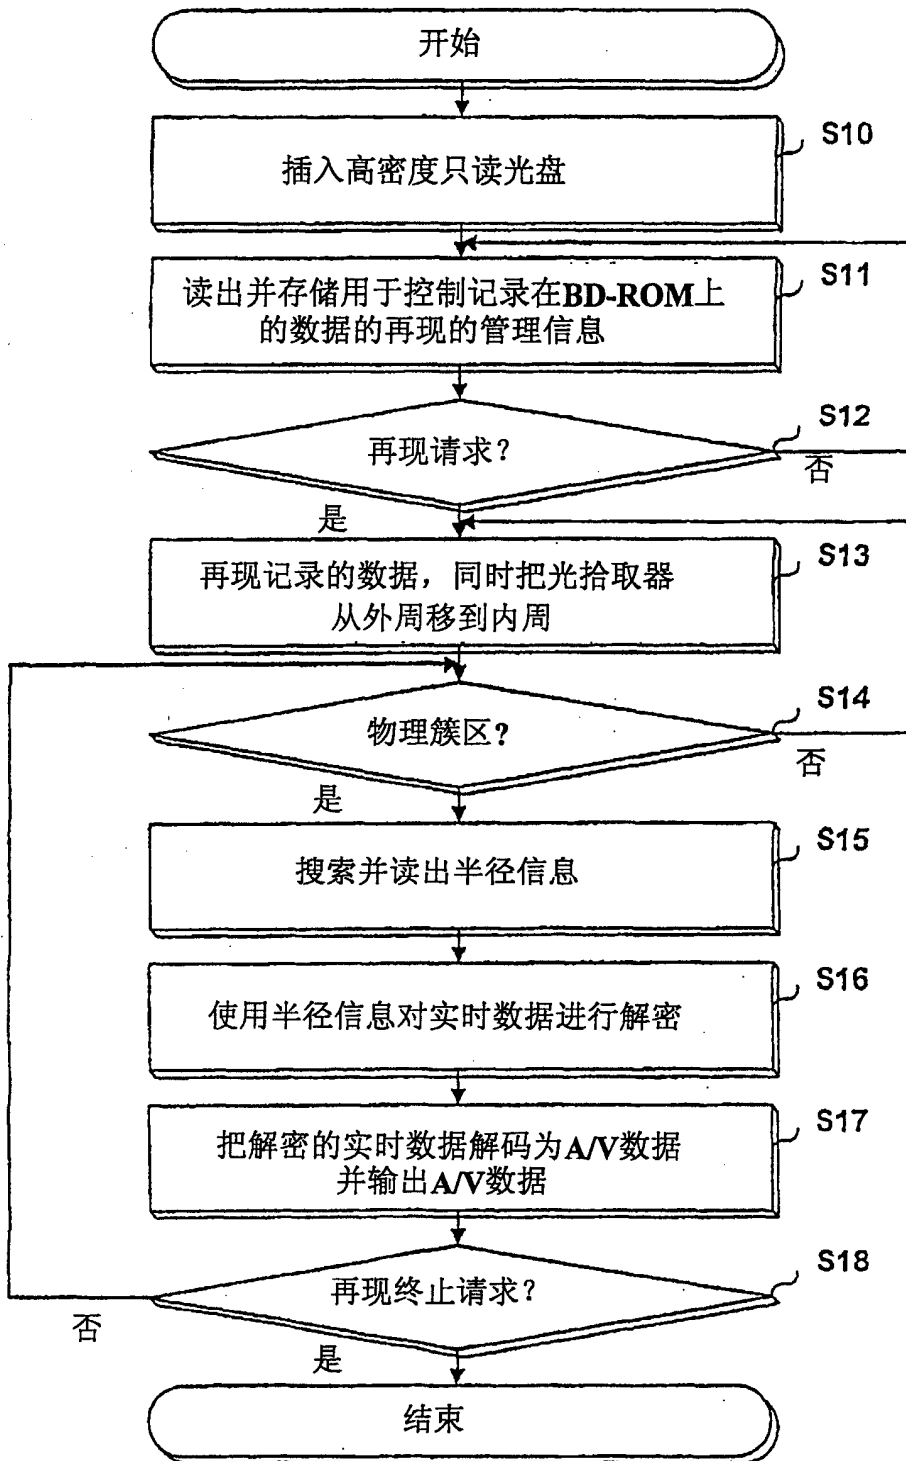 开始
S10
插入高密度只读光盘
S11
读出并存储用于控制记录在BD-ROM上
的数据的再现的管理信息
S12
再现请求?
否
是
S13
再现记录的数据，同时把光拾取器
从外周移到内周
S14
物理簇区?
否
是
S15
搜索并读出半径信息
S16
使用半径信息对实时数据进行解密
S17
把解密的实时数据解码为A/V数据
并输出A/V数据
S18
再现终止请求?
否
是
结束